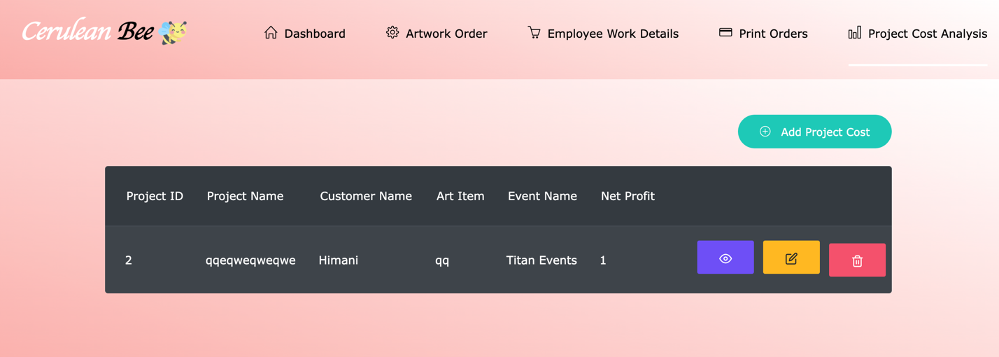 Cerulean Bee
Dashboard Artwork Order Employee Work Details Print Orders Project Cost Analysis
Add Project Cost
Project ID Project Name Customer Name Art Item Event Name Net Profit
2 qqeqweqweqwe Himani qq Titan Events 1